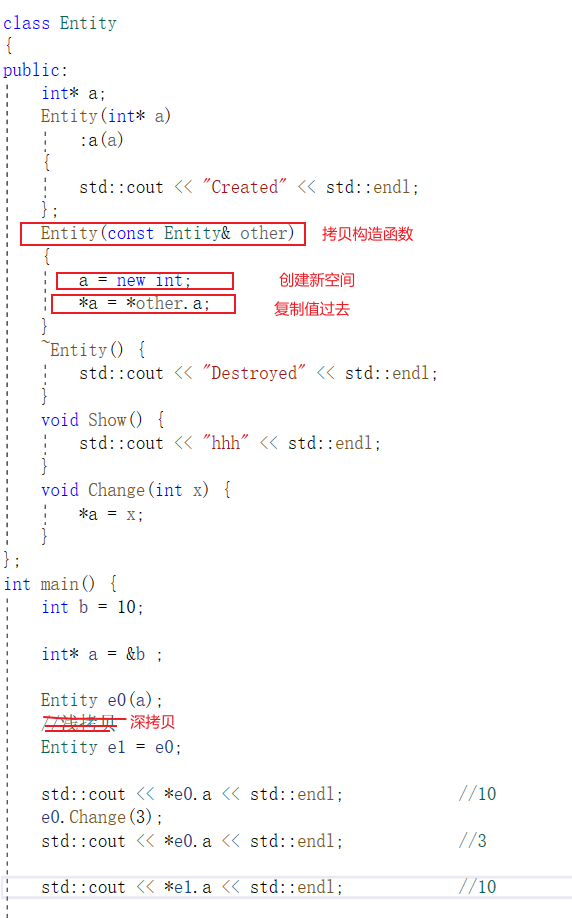 class Entity
{
public:
    int* a;
    Entity(int* a)
        :a(a)
    {
        std::cout << "Created" << std::endl;
    };
    Entity(const Entity& other) 拷贝构造函数
    {
        a = new int; 创建新空间
        *a = *other.a; 复制值过去
    }
    ~Entity() {
        std::cout << "Destroyed" << std::endl;
    }
    void Show() {
        std::cout << "hhh" << std::endl;
    }
    void Change(int x) {
        *a = x;
    }
};
int main() {
    int b = 10;
    int* a = &b ;
    Entity e0(a);
    //浅拷贝 深拷贝
    Entity e1 = e0;
    std::cout << *e0.a << std::endl; //10
    e0.Change(3);
    std::cout << *e0.a << std::endl; //3
    std::cout << *e1.a << std::endl; //10